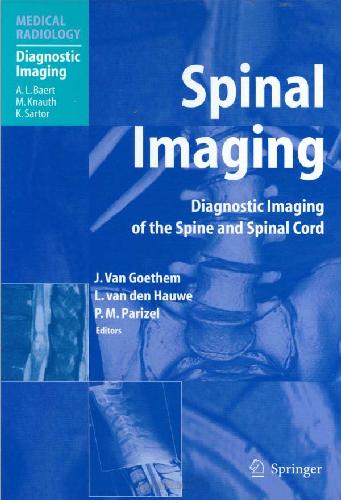 MEDICAL
RADIOLOGY
Diagnostic
Imaging
A. L. Baert
M. Knauth
K. Sartor
Spinal
Imaging
Diagnostic Imaging
of the Spine and Spinal Cord
J. Van Goethem
L. van den Hauwe
P. M. Parizel
Editors
Springer